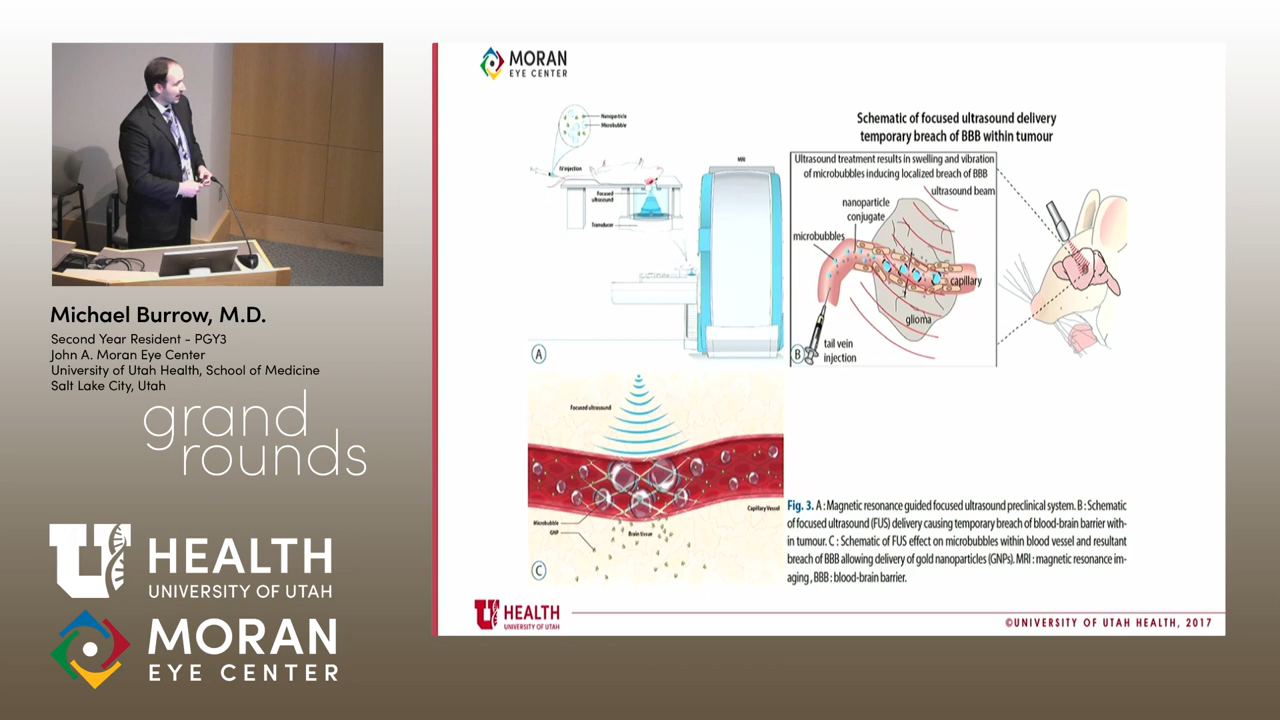 MORAN
EYE CENTER
Nanoparticle
Microbubble
IV injection
Focused
ultrasound
Transducer
MRI
A
Schematic of focused ultrasound delivery
temporary breach of BBB within tumour
Ultrasound treatment results in swelling and vibration
of microbubbles inducing localized breach of BBB
ultrasound beam
nanoparticle
conjugate
microbubbles
capillary
glioma
tail vein
injection
B
Focused ultrasound
Capillary Vessel
Microbubble
GNP
Brain tissue
C
Fig. 3. A : Magnetic resonance guided focused ultrasound preclinical system. B : Schematic
of focused ultrasound (FUS) delivery causing temporary breach of blood-brain barrier with-
in tumour. C : Schematic of FUS effect on microbubbles within blood vessel and resultant
breach of BBB allowing delivery of gold nanoparticles (GNPs). MRI : magnetic resonance im-
aging , BBB : blood-brain barrier.
U HEALTH
UNIVERSITY OF UTAH
©UNIVERSITY OF UTAH HEALTH, 2017
Michael Burrow, M.D.
Second Year Resident - PGY3
John A. Moran Eye Center
University of Utah Health, School of Medicine
Salt Lake City, Utah
grand
rounds
U HEALTH
UNIVERSITY OF UTAH
MORAN
EYE CENTER